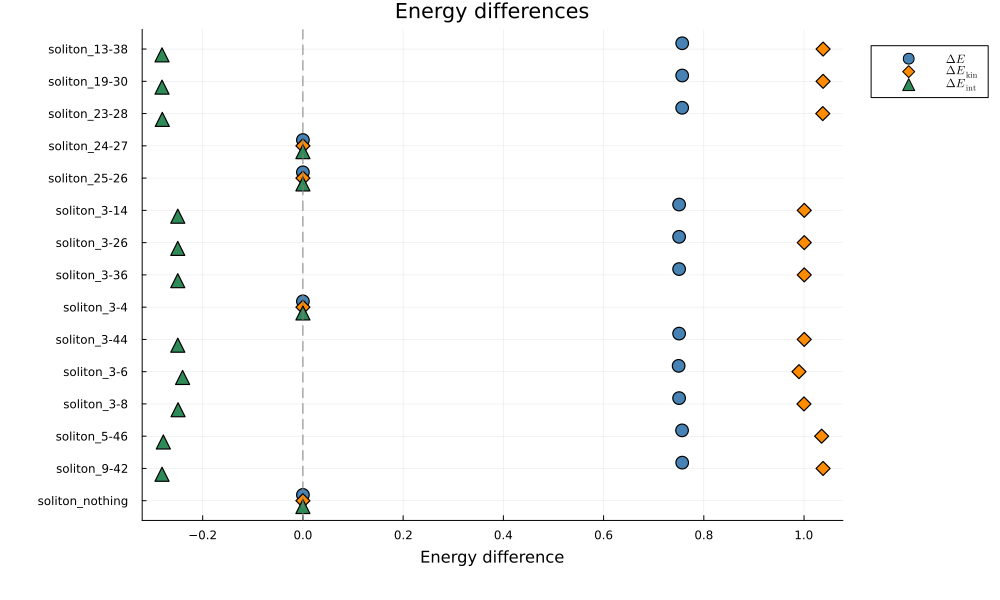 Energy differences
soliton_13-38
soliton_19-30
soliton_23-28
soliton_24-27
soliton_25-26
soliton_3-14
soliton_3-26
soliton_3-36
soliton_3-4
soliton_3-44
soliton_3-6
soliton_3-8
soliton_5-46
soliton_9-42
soliton_nothing
−0.2 0.0 0.2 0.4 0.6 0.8 1.0
Energy difference
ΔE
ΔE_kin
ΔE_int